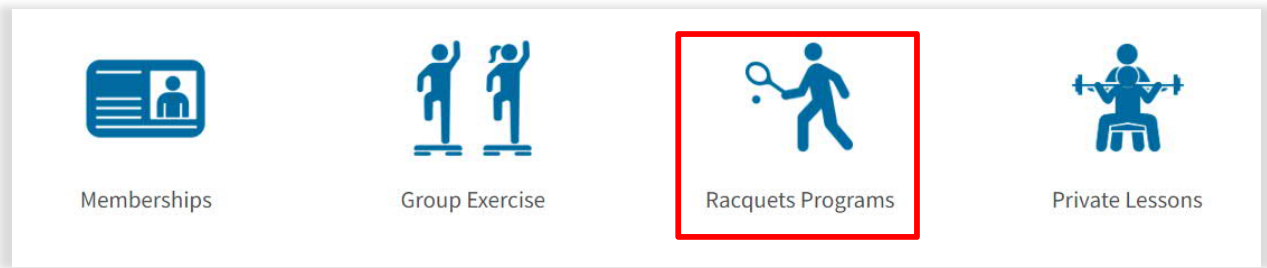 Memberships
Group Exercise
Racquets Programs
Private Lessons